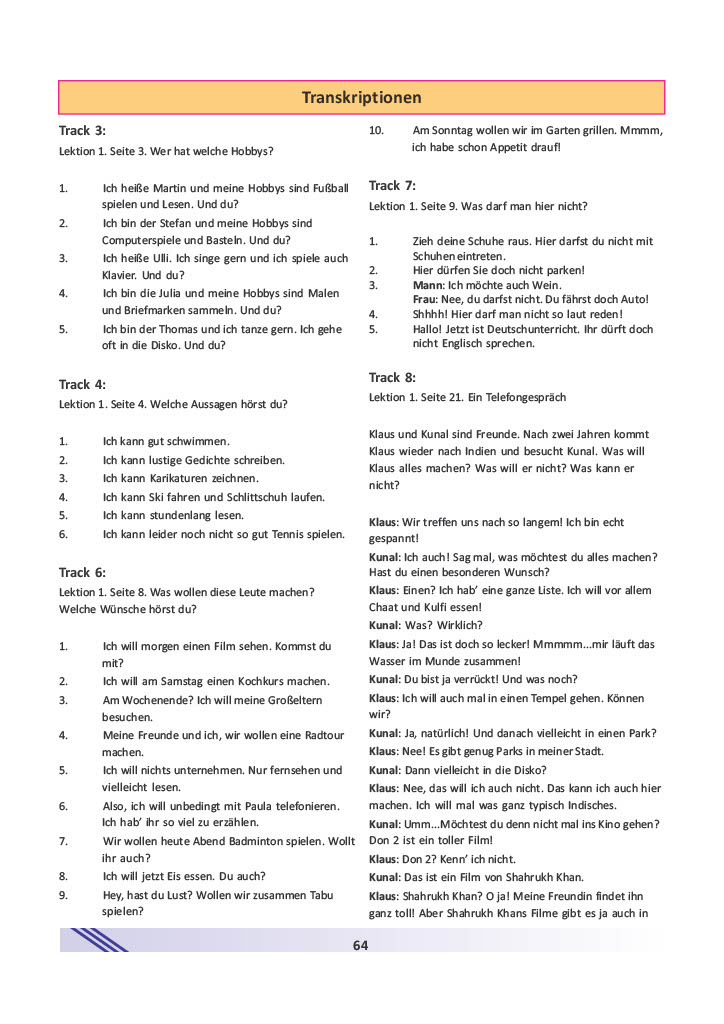 Transkriptionen
Track 3:
Lektion 1. Seite 3. Wer hat welche Hobbys?
1. Ich heiße Martin und meine Hobbys sind Fußball
spielen und Lesen. Und du?
2. Ich bin der Stefan und meine Hobbys sind
Computerspiele und Basteln. Und du?
3. Ich heiße Ulli. Ich singe gern und ich spiele auch
Klavier. Und du?
4. Ich bin die Julia und meine Hobbys sind Malen
und Briefmarken sammeln. Und du?
5. Ich bin der Thomas und ich tanze gern. Ich gehe
oft in die Disko. Und du?
Track 4:
Lektion 1. Seite 4. Welche Aussagen hörst du?
1. Ich kann gut schwimmen.
2. Ich kann lustige Gedichte schreiben.
3. Ich kann Karikaturen zeichnen.
4. Ich kann Ski fahren und Schlittschuh laufen.
5. Ich kann stundenlang lesen.
6. Ich kann leider noch nicht so gut Tennis spielen.
Track 6:
Lektion 1. Seite 8. Was wollen diese Leute machen?
Welche Wünsche hörst du?
1. Ich will morgen einen Film sehen. Kommst du
mit?
2. Ich will am Samstag einen Kochkurs machen.
3. Am Wochenende? Ich will meine Großeltern
besuchen.
4. Meine Freunde und ich, wir wollen eine Radtour
machen.
5. Ich will nichts unternehmen. Nur fernsehen und
vielleicht lesen.
6. Also, ich will unbedingt mit Paula telefonieren.
Ich hab’ ihr so viel zu erzählen.
7. Wir wollen heute Abend Badminton spielen. Wollt
ihr auch?
8. Ich will jetzt Eis essen. Du auch?
9. Hey, hast du Lust? Wollen wir zusammen Tabu
spielen?
10. Am Sonntag wollen wir im Garten grillen. Mmmm,
ich habe schon Appetit drauf!
Track 7:
Lektion 1. Seite 9. Was darf man hier nicht?
1. Zieh deine Schuhe raus. Hier darfst du nicht mit
Schuhen eintreten.
2. Hier dürfen Sie doch nicht parken!
3. Mann: Ich möchte auch Wein.
Frau: Nee, du darfst nicht. Du fährst doch Auto!
4. Shhhh! Hier darf man nicht so laut reden!
5. Hallo! Jetzt ist Deutschunterricht. Ihr dürft doch
nicht Englisch sprechen.
Track 8:
Lektion 1. Seite 21. Ein Telefongespräch
Klaus und Kunal sind Freunde. Nach zwei Jahren kommt
Klaus wieder nach Indien und besucht Kunal. Was will
Klaus alles machen? Was will er nicht? Was kann er
nicht?
Klaus: Wir treffen uns nach so langem! Ich bin echt
gespannt!
Kunal: Ich auch! Sag mal, was möchtest du alles machen?
Hast du einen besonderen Wunsch?
Klaus: Einen? Ich hab’ eine ganze Liste. Ich will vor allem
Chaat und Kulfi essen!
Kunal: Was? Wirklich?
Klaus: Ja! Das ist doch so lecker! Mmmmm...mir läuft das
Wasser im Munde zusammen!
Kunal: Du bist ja verrückt! Und was noch?
Klaus: Ich will auch mal in einen Tempel gehen. Können
wir?
Kunal: Ja, natürlich! Und danach vielleicht in einen Park?
Klaus: Nee! Es gibt genug Parks in meiner Stadt.
Kunal: Dann vielleicht in die Disko?
Klaus: Nee, das will ich auch nicht. Das kann ich auch hier
machen. Ich will mal was ganz typisch Indisches.
Kunal: Umm...Möchtest du denn nicht mal ins Kino gehen?
Don 2 ist ein toller Film!
Klaus: Don 2? Kenn’ ich nicht.
Kunal: Das ist ein Film von Shahrukh Khan.
Klaus: Shahrukh Khan? O ja! Meine Freundin findet ihn
ganz toll! Aber Shahrukh Khans Filme gibt es ja auch in
64